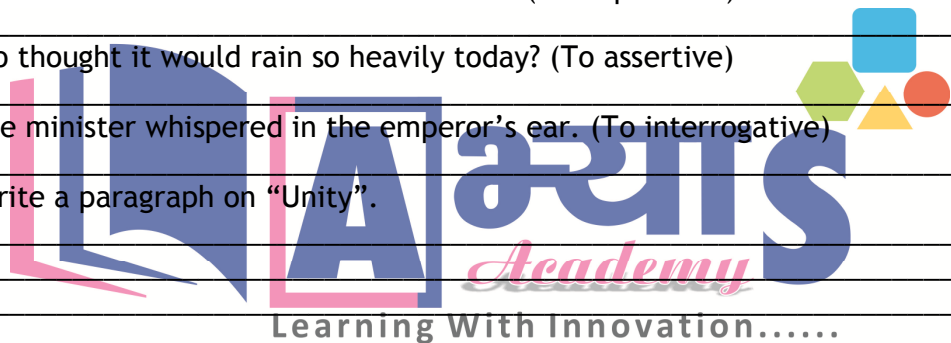 thought it would rain so heavily today? (To assertive)
minister whispered in the emperor’s ear. (To interrogative)
a paragraph on “Unity”.
अभ्याS
Academy
Learning With Innovation......